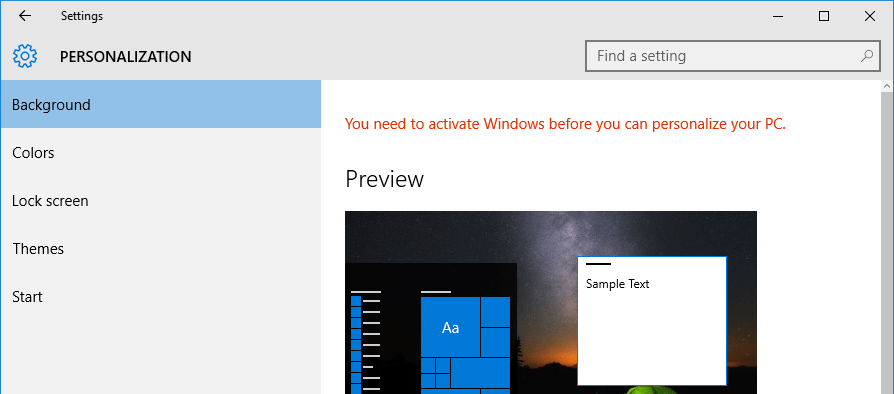 Settings
PERSONALIZATION
Find a setting
Background
Colors
Lock screen
Themes
Start
You need to activate Windows before you can personalize your PC.
Preview
Aa
Sample Text